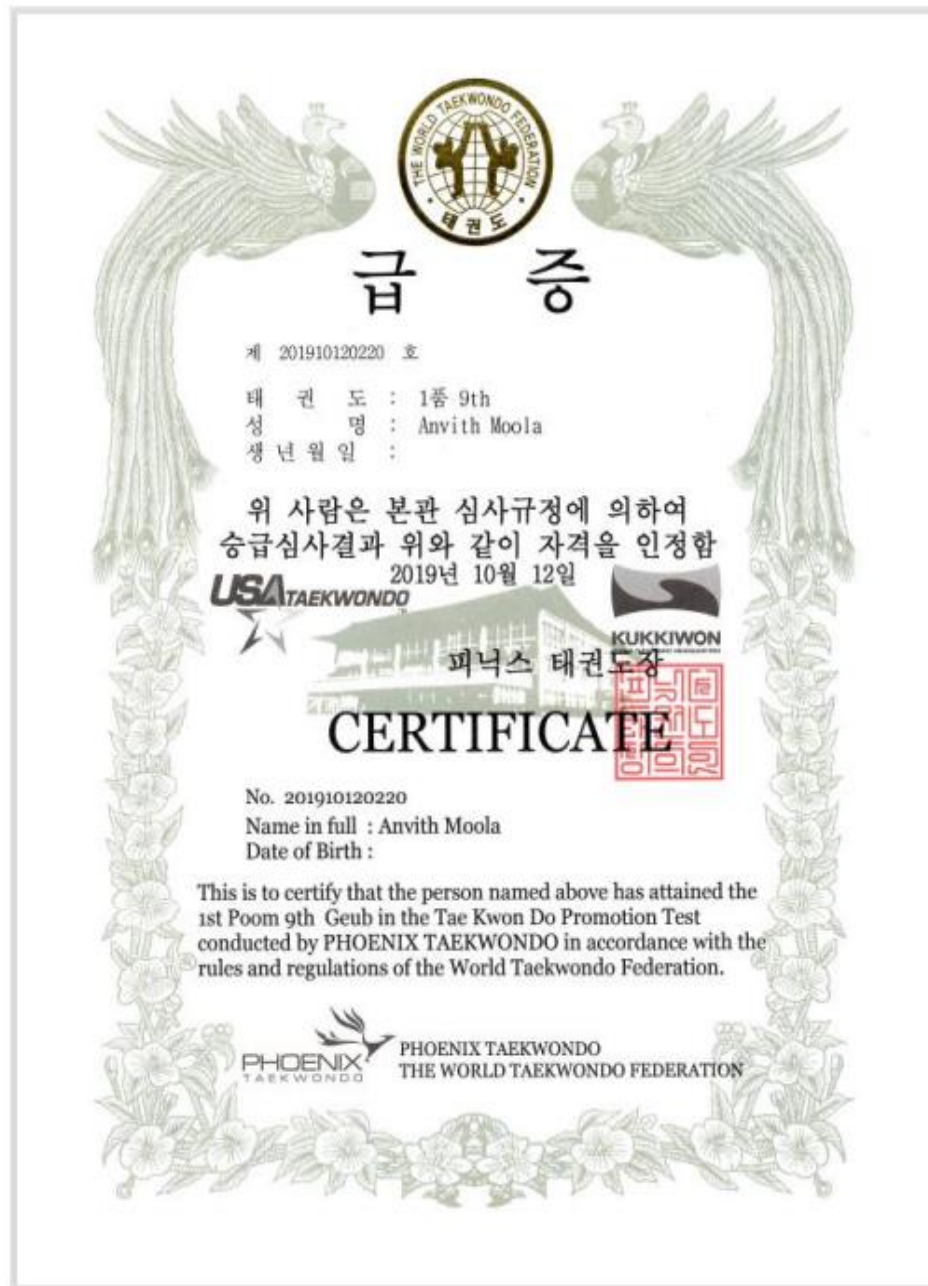 THE WORLD TAEKWONDO FEDERATION
태권도
급 증
제 201910120220 호
태 권 도 : 1품 9th
성 명 : Anvith Moola
생 년 월 일 :
위 사람은 본관 심사규정에 의하여
승급심사결과 위와 같이 자격을 인정함
2019년 10월 12일
USA TAEKWONDO
KUKKIWON
피닉스 태권도장
CERTIFICATE
No. 201910120220
Name in full : Anvith Moola
Date of Birth :
This is to certify that the person named above has attained the
1st Poom 9th Geub in the Tae Kwon Do Promotion Test
conducted by PHOENIX TAEKWONDO in accordance with the
rules and regulations of the World Taekwondo Federation.
PHOENIX
TAEKWONDO
PHOENIX TAEKWONDO
THE WORLD TAEKWONDO FEDERATION